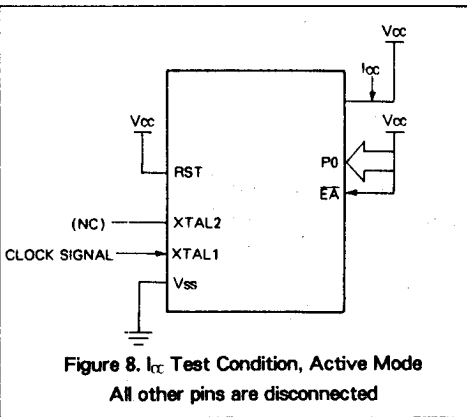 Vcc
Icc
Vcc
Vcc
P0
RST
EA
(NC)
XTAL2
CLOCK SIGNAL
XTAL1
Vss
Figure 8. Icc Test Condition, Active Mode
All other pins are disconnected